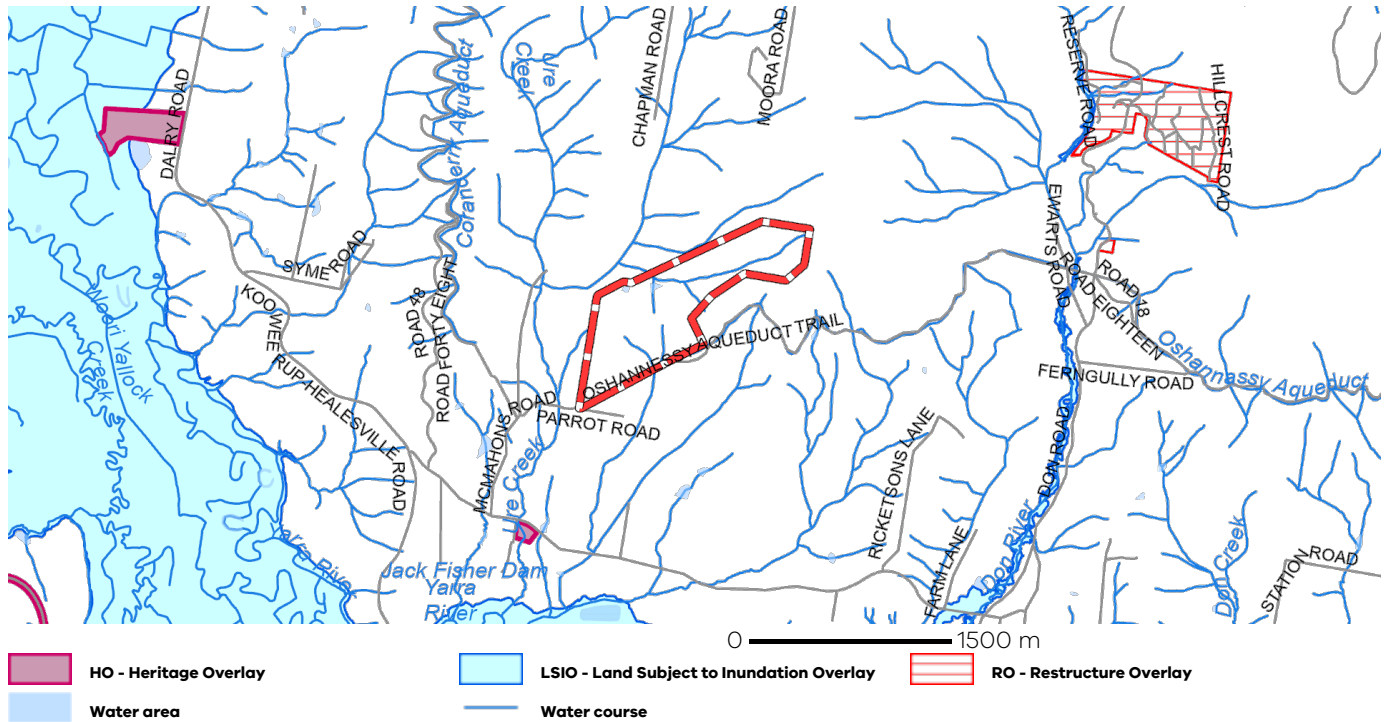 DALRY ROAD
Coranderrk Aqueduct
Ure Creek
CHAPMAN ROAD
MOORA ROAD
RESERVE ROAD
HILLCREST ROAD
SYME ROAD
KOO WEE RUP-HEALESVILLE ROAD
ROAD 48
ROAD FORTY EIGHT
EWARTS ROAD
ROAD 18
ROAD EIGHTEEN
Woori Yallock Creek
OSHANNESSY AQUEDUCT TRAIL
Oshannassy Aqueduct
FERNGULLY ROAD
MCMAHONS ROAD
PARROT ROAD
Ure Creek
RICKETSONS LANE
DON ROAD
Yarra River
Jack Fisher Dam
Yarra
River
FARM LANE
Don River
Don Creek
STATION ROAD
0 1500 m
HO - Heritage Overlay
LSIO - Land Subject to Inundation Overlay
RO - Restructure Overlay
Water area
Water course